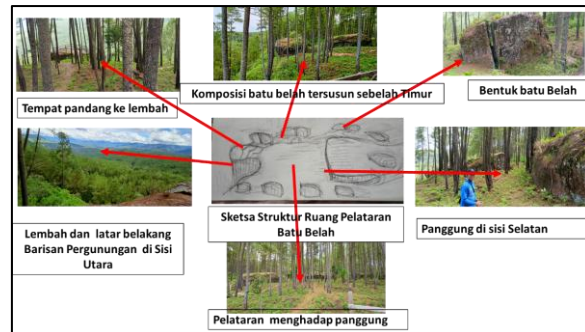 Tempat pandang ke lembah
Komposisi batu belah tersusun sebelah Timur
Bentuk batu Belah
Lembah dan latar belakang
Barisan Pergunungan di Sisi
Utara
Sketsa Struktur Ruang Pelataran
Batu Belah
Panggung di sisi Selatan
Pelataran menghadap panggung